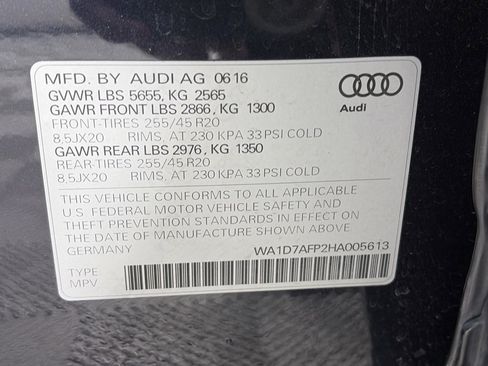 MFD. BY AUDI AG 06 16
GVWR LBS 5655, KG 2565
GAWR FRONT LBS 2866, KG 1300
FRONT-TIRES 255/45 R20
8,5JX20 RIMS, AT 230 KPA 33 PSI COLD
GAWR REAR LBS 2976, KG 1350
REAR-TIRES 255/45 R20
8,5JX20 RIMS, AT 230 KPA 33 PSI COLD
Audi
THIS VEHICLE CONFORMS TO ALL APPLICABLE
U.S. FEDERAL MOTOR VEHICLE SAFETY AND
THEFT PREVENTION STANDARDS IN EFFECT ON
THE DATE OF MANUFACTURE SHOWN ABOVE.
GERMANY
WA1D7AFP2HA005613
TYPE :
MPV